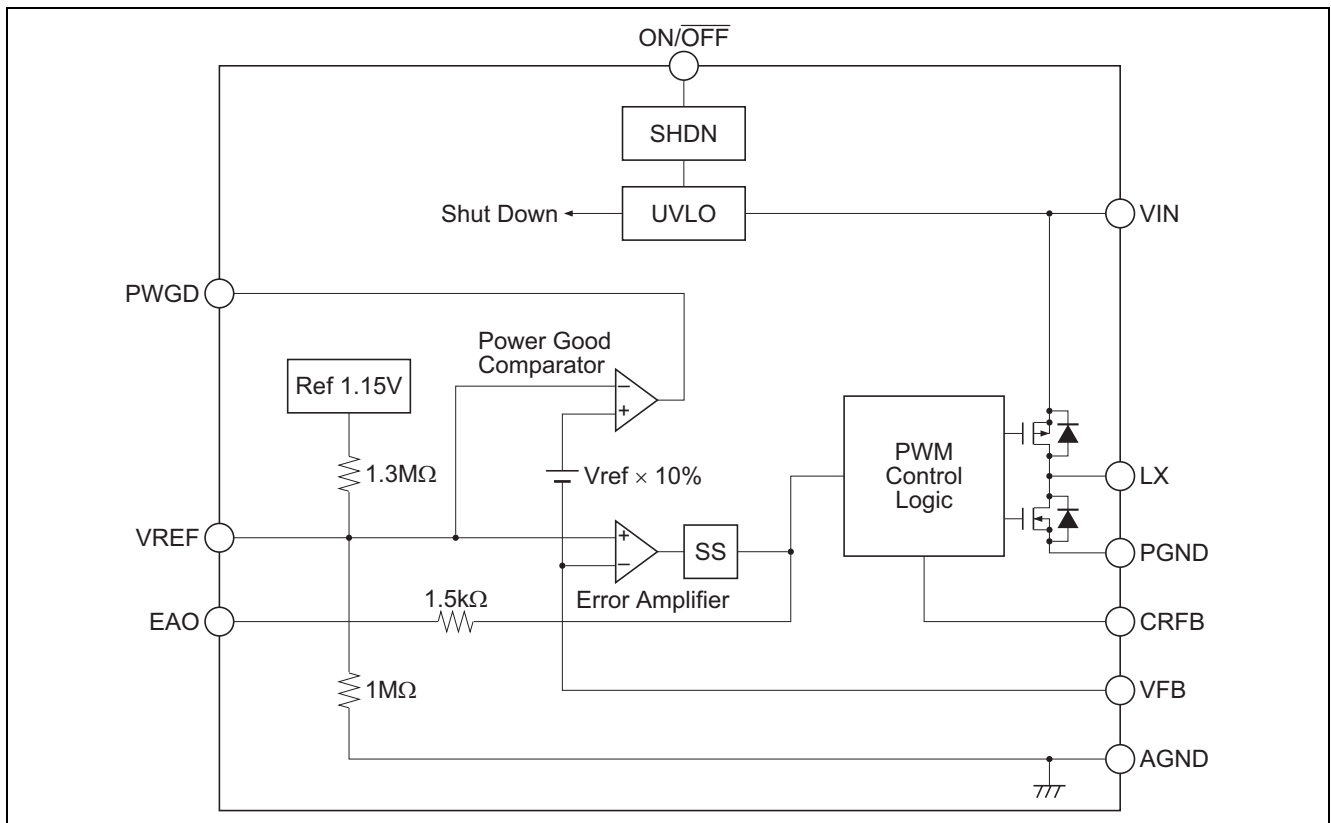 ON/O̅F̅F̅
SHDN
Shut Down
UVLO
VIN
PWGD
Power Good
Comparator
Ref 1.15V
−
+
1.3MΩ
Vref × 10%
PWM
Control
Logic
LX
VREF
+
−
SS
PGND
1.5kΩ
Error Amplifier
EAO
CRFB
1MΩ
VFB
AGND